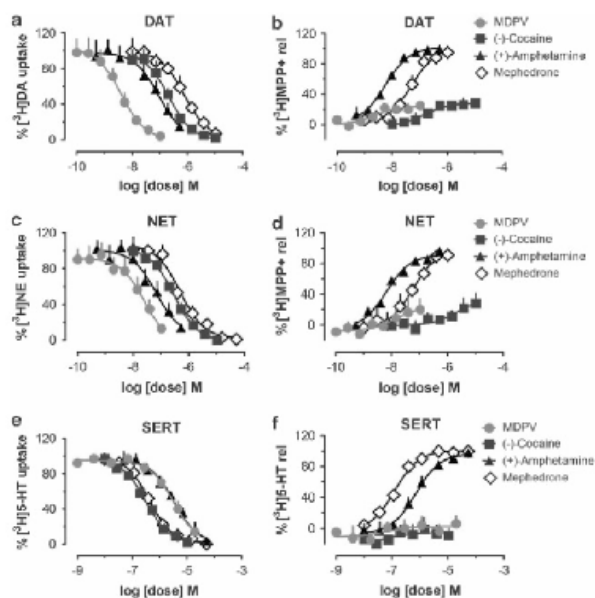 a
DAT
% [³H]DA uptake
120
80
40
0
-10
-8
-6
-4
log [dose] M
b
DAT
% [³H]MPP+ rel
120
80
40
0
-10
-8
-6
-4
log [dose] M
MDPV
(-)-Cocaine
(+)-Amphetamine
Mephedrone
c
NET
% [³H]NE uptake
120
80
40
0
-10
-8
-6
-4
log [dose] M
d
NET
% [³H]MPP+ rel
120
80
40
0
-10
-8
-6
-4
log [dose] M
MDPV
(-)-Cocaine
(+)-Amphetamine
Mephedrone
e
SERT
% [³H]5-HT uptake
120
80
40
0
-9
-7
-5
-3
log [dose] M
f
SERT
% [³H]5-HT rel
120
80
40
0
-9
-7
-5
-3
log [dose] M
MDPV
(-)-Cocaine
(+)-Amphetamine
Mephedrone